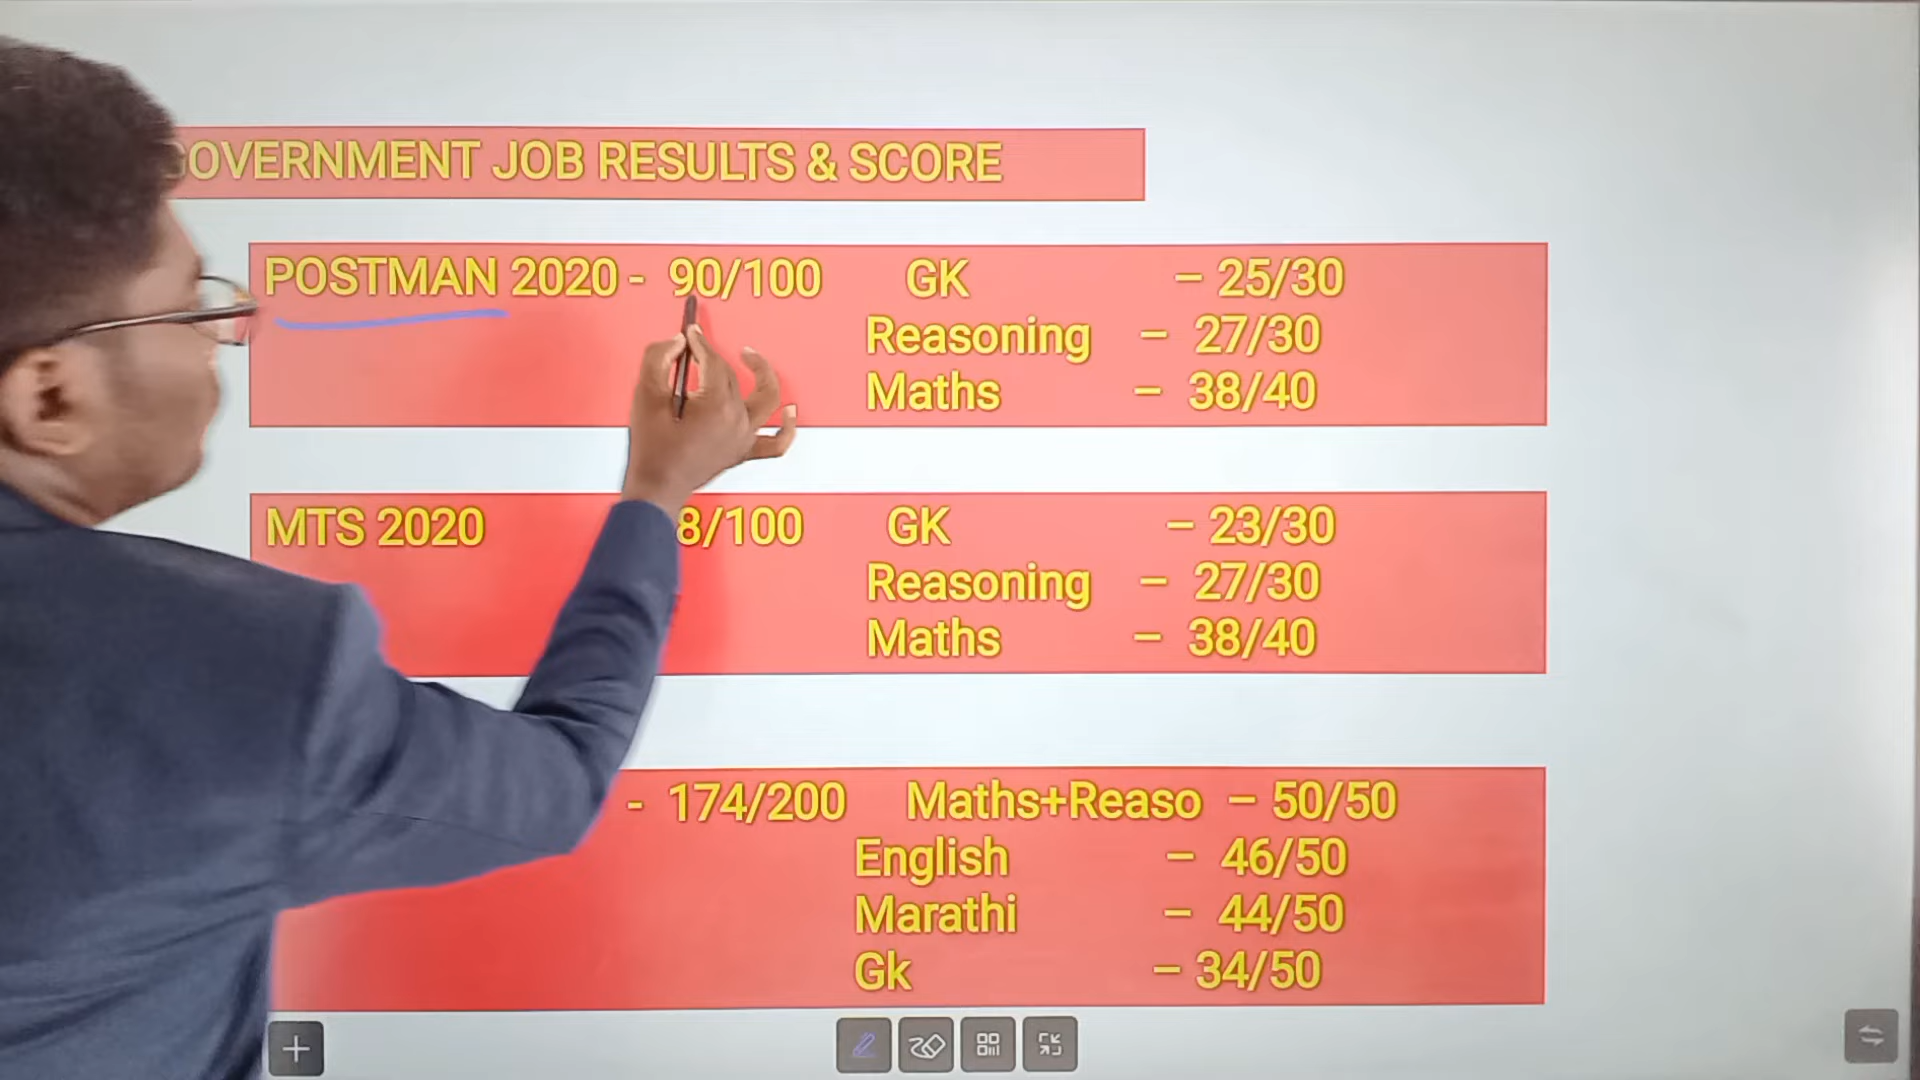 GOVERNMENT JOB RESULTS & SCORE
POSTMAN 2020 - 90/100 GK – 25/30
Reasoning – 27/30
Maths – 38/40
MTS 2020 8/100 GK – 23/30
Reasoning – 27/30
Maths – 38/40
- 174/200 Maths+Reaso – 50/50
English – 46/50
Marathi – 44/50
Gk – 34/50